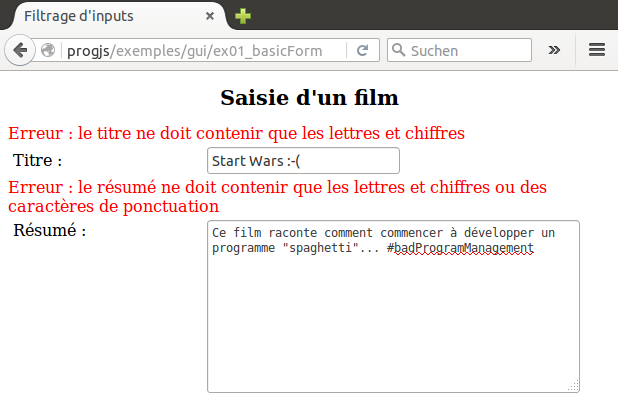 Filtrage d'inputs
progjs/exemples/gui/ex01_basicForm
Suchen
Saisie d'un film
Erreur : le titre ne doit contenir que les lettres et chiffres
Titre :
Start Wars :-(
Erreur : le résumé ne doit contenir que les lettres et chiffres ou des
caractères de ponctuation
Résumé :
Ce film raconte comment commencer à développer un
programme "spaghetti"... #badProgramManagement